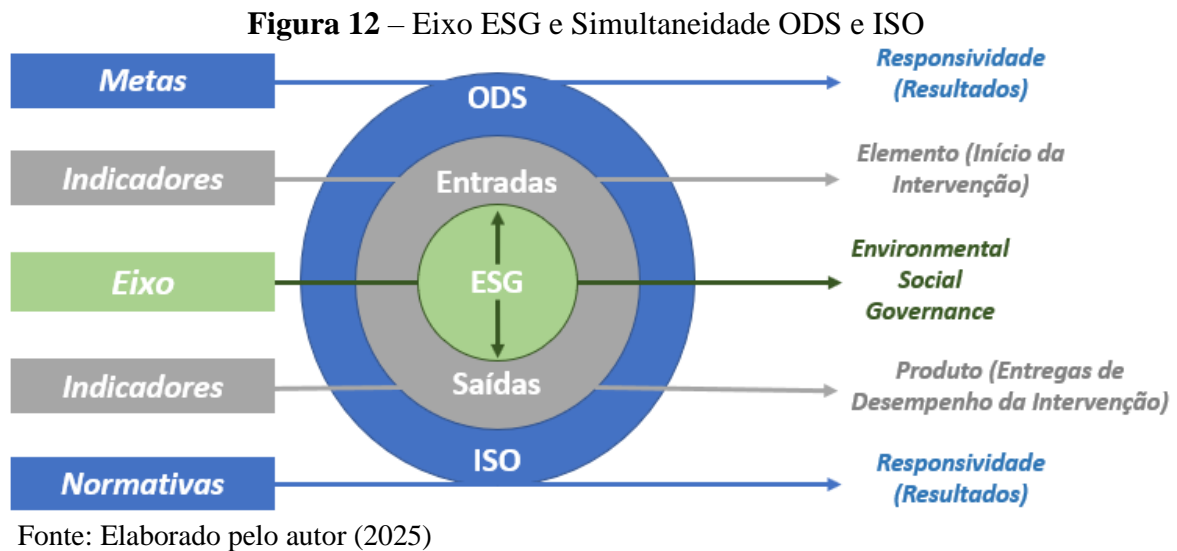 Figura 12 – Eixo ESG e Simultaneidade ODS e ISO
Metas
ODS
Responsividade
(Resultados)
Indicadores
Entradas
Elemento (Início da
Intervenção)
Eixo
ESG
Environmental
Social
Governance
Indicadores
Saídas
Produto (Entregas de
Desempenho da Intervenção)
Normativas
ISO
Responsividade
(Resultados)
Fonte: Elaborado pelo autor (2025)